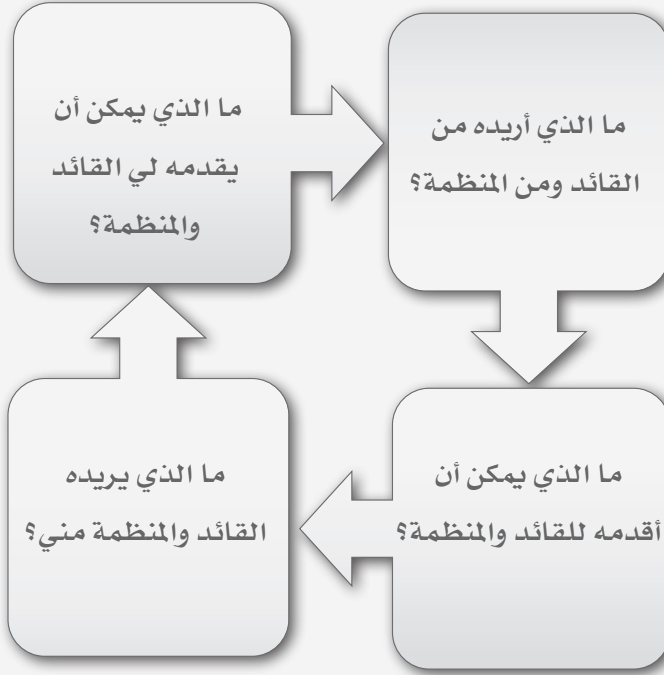 ما الذي أريده من
القائد ومن المنظمة؟
ما الذي يمكن أن
يقدمه لي القائد
والمنظمة؟
ما الذي يمكن أن
أقدمه للقائد والمنظمة؟
ما الذي يريده
القائد والمنظمة مني؟